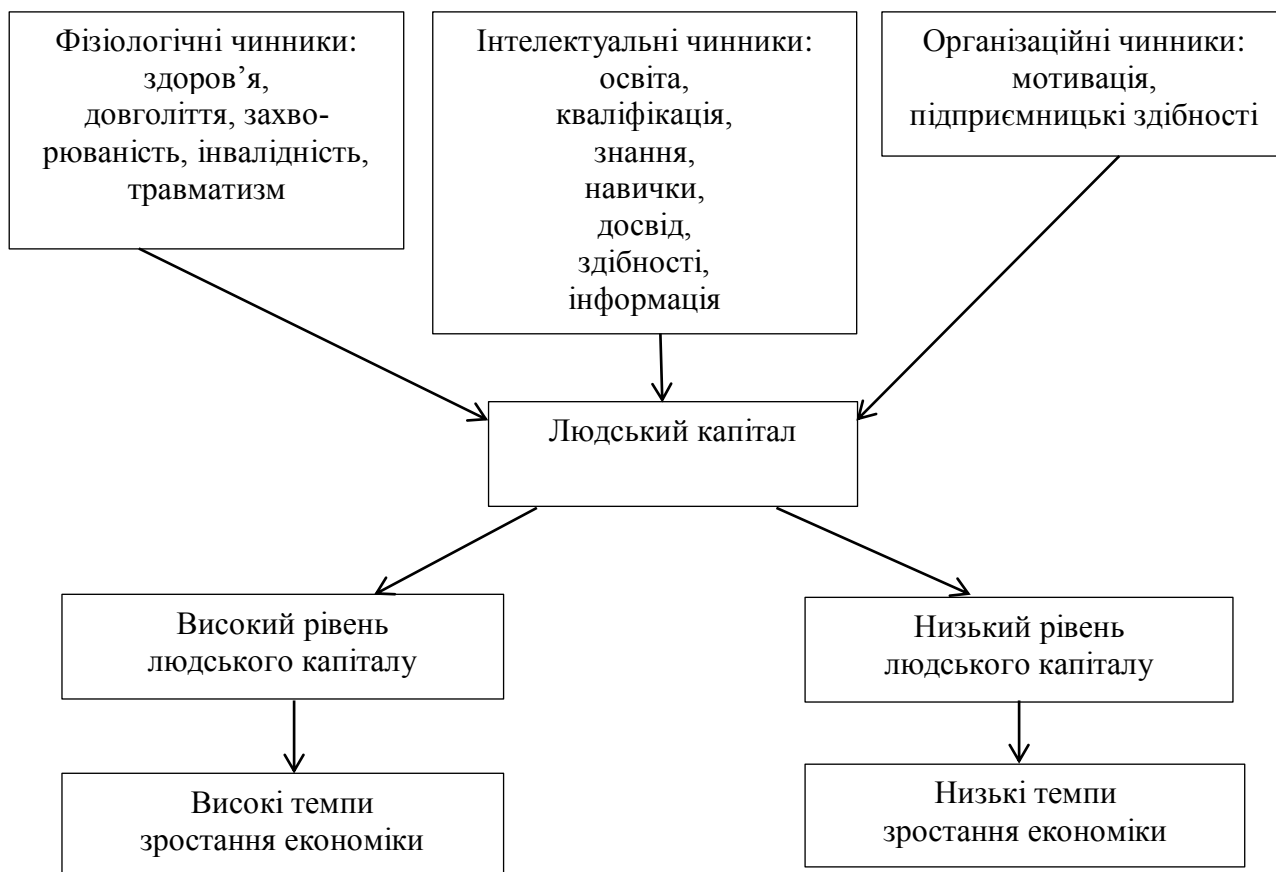 Фізіологічні чинники:
здоров’я,
довголіття, захво-
рюваність, інвалідність,
травматизм
Інтелектуальні чинники:
освіта,
кваліфікація,
знання,
навички,
досвід,
здібності,
інформація
Організаційні чинники:
мотивація,
підприємницькі здібності
Людський капітал
Високий рівень
людського капіталу
Низький рівень
людського капіталу
Високі темпи
зростання економіки
Низькі темпи
зростання економіки